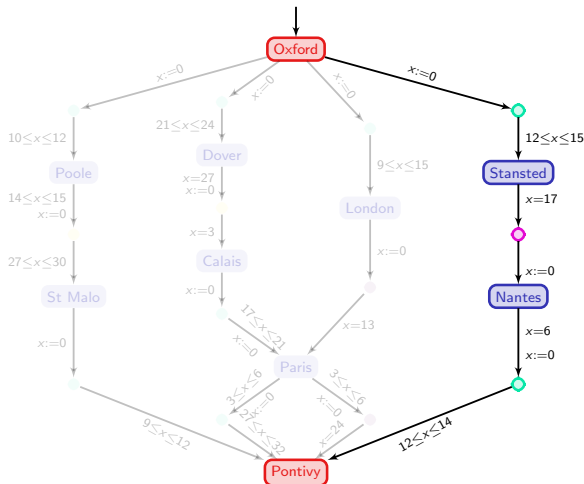 Oxford
x:=0
x:=0
x:=0
x:=0
10≤x≤12
21≤x≤24
9≤x≤15
12≤x≤15
Poole
Dover
London
Stansted
14≤x≤15
x:=0
x=27
x:=0
x=17
x=3
x:=0
27≤x≤30
Calais
x:=0
St Malo
x:=0
Nantes
17≤x≤21
x:=0
x=13
x=6
x:=0
x:=0
Paris
3≤x≤6
x:=0
3≤x≤6
x:=0
9≤x≤12
27≤x≤32
x=24
12≤x≤14
Pontivy